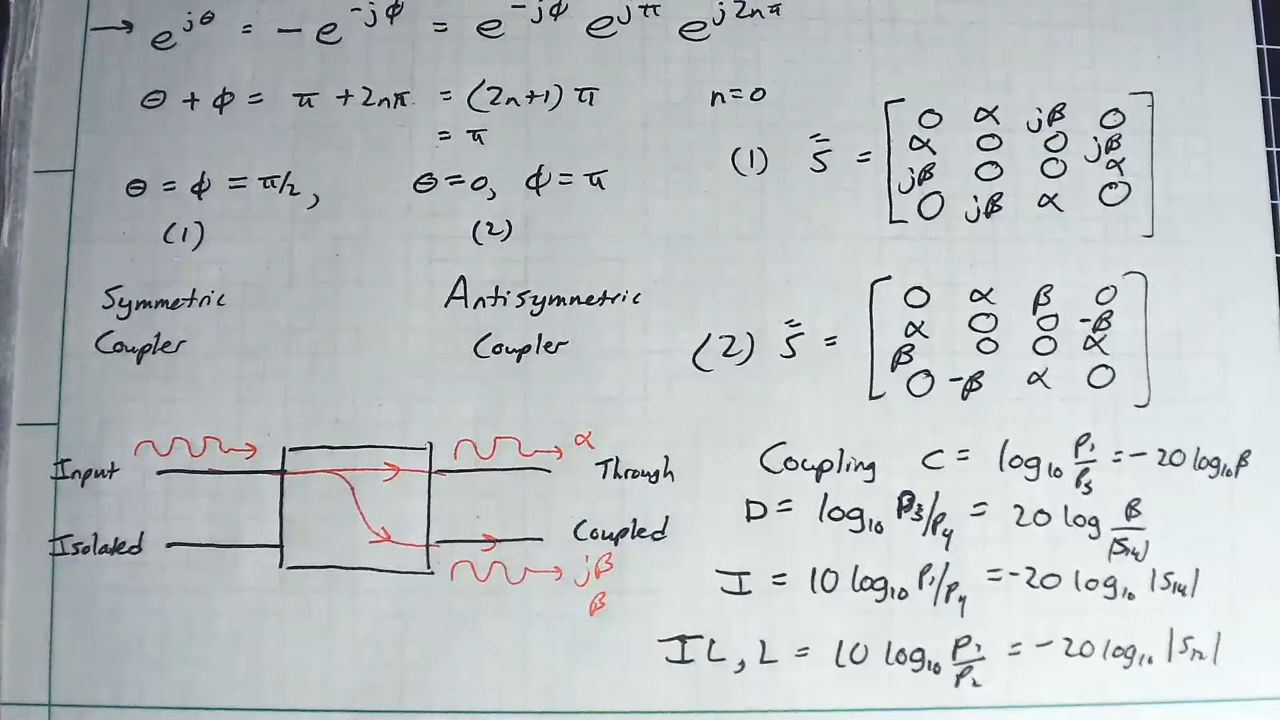 → e^{jθ} = -e^{-jϕ} = e^{-jϕ} e^{jπ} e^{j2nπ}
θ + ϕ = π + 2nπ = (2n+1) π
= π
n=0
θ = ϕ = π/2,
θ=0, ϕ=π
(1)
(2)
Symmetric
Coupler
Antisymmetric
Coupler
(1) S̿ =
0 α jβ 0
α 0 0 jβ
jβ 0 0 α
0 jβ α 0
(2) S̿ =
0 α β 0
α 0 0 -β
β 0 0 α
0 -β α 0
Input
Isolated
α
Through
Coupled
jβ
β
Coupling C = log₁₀ P₁/P₃ = -20 log₁₀ β
D = log₁₀ P₃/P₄ = 20 log β/|S₁₄|
I = 10 log₁₀ P₁/P₄ = -20 log₁₀ |S₁₄|
IL, L = 10 log₁₀ P₁/P₂ = -20 log₁₀ |S₁₂|